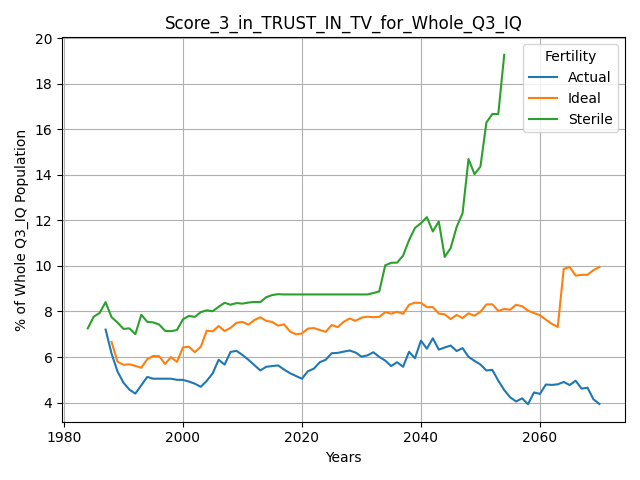 Score_3_in_TRUST_IN_TV_for_Whole_Q3_IQ
Fertility
Actual
Ideal
Sterile
% of Whole Q3_IQ Population
20
18
16
14
12
10
8
6
4
1980
2000
2020
2040
2060
Years